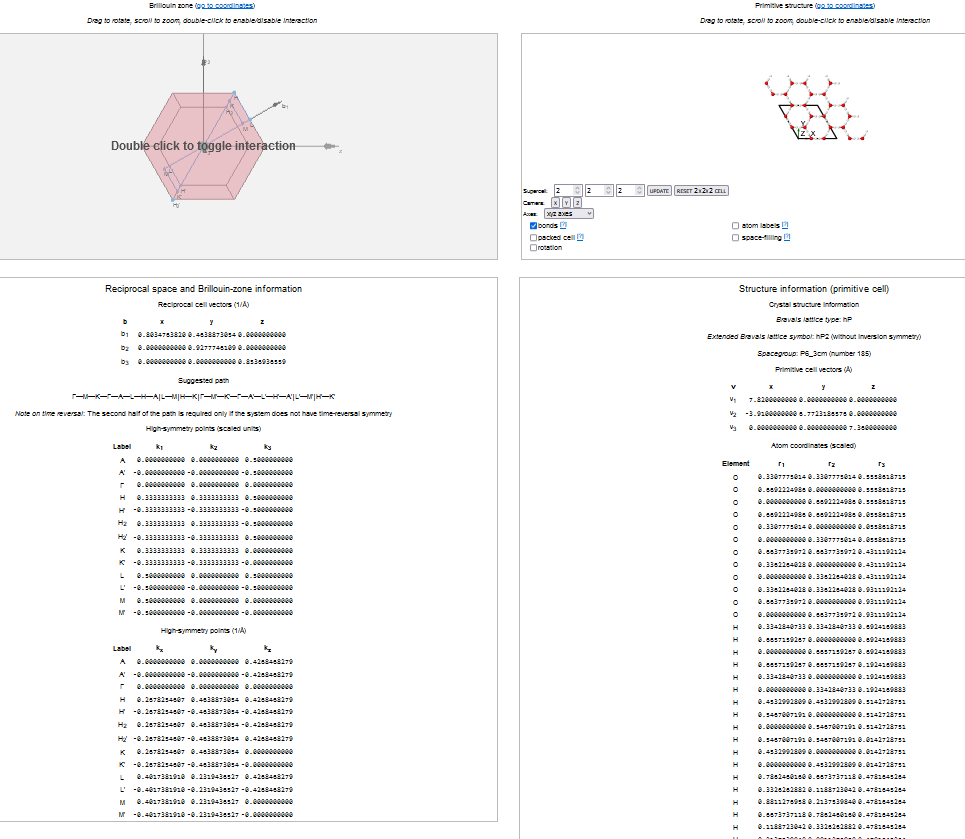 Brillouin zone (go to coordinates)
Drag to rotate, scroll to zoom, double-click to enable/disable interaction
Double click to toggle interaction
Reciprocal space and Brillouin-zone information
Reciprocal cell vectors (1/Å)
b x y z
b₁ 0.8034763820 0.4638873054 0.0000000000
b₂ 0.0000000000 0.9277746109 0.0000000000
b₃ 0.0000000000 0.0000000000 0.8536936559
Suggested path
Γ—M—K—Γ—A—L—H—A|L—M|H—K|Γ—M'—K'—Γ—A'—L'—H'—A'|L'—M'|H'—K'
Note on time reversal: The second half of the path is required only if the system does not have time-reversal symmetry
High-symmetry points (scaled units)
Label k₁ k₂ k₃
A 0.0000000000 0.0000000000 0.5000000000
A' -0.0000000000 -0.0000000000 -0.5000000000
Γ 0.0000000000 0.0000000000 0.0000000000
H 0.3333333333 0.3333333333 0.5000000000
H' -0.3333333333 -0.3333333333 -0.5000000000
H₂ 0.3333333333 0.3333333333 -0.5000000000
H₂' -0.3333333333 -0.3333333333 0.5000000000
K 0.3333333333 0.3333333333 0.0000000000
K' -0.3333333333 -0.3333333333 -0.0000000000
L 0.5000000000 0.0000000000 0.5000000000
L' -0.5000000000 -0.0000000000 -0.5000000000
M 0.5000000000 0.0000000000 0.0000000000
M' -0.5000000000 -0.0000000000 -0.0000000000
High-symmetry points (1/Å)
Label kₓ kᵧ k_z
A 0.0000000000 0.0000000000 0.4268468279
A' -0.0000000000 -0.0000000000 -0.4268468279
Γ 0.0000000000 0.0000000000 0.0000000000
H 0.2678254607 0.4638873054 0.4268468279
H' -0.2678254607 -0.4638873054 -0.4268468279
H₂ 0.2678254607 0.4638873054 -0.4268468279
H₂' -0.2678254607 -0.4638873054 0.4268468279
K 0.2678254607 0.4638873054 0.0000000000
K' -0.2678254607 -0.4638873054 -0.0000000000
L 0.4017381910 0.2319436527 0.4268468279
L' -0.4017381910 -0.2319436527 -0.4268468279
M 0.4017381910 0.2319436527 0.0000000000
M' -0.4017381910 -0.2319436527 -0.0000000000
Primitive structure (go to coordinates)
Drag to rotate, scroll to zoom, double-click to enable/disable interaction
Y
Z X
Supercell: 2 2 2 UPDATE RESET 2x2x2 CELL
Camera: X Y Z
Axes: xyz axes
bonds [?] atom labels [?]
packed cell [?] space-filling [?]
rotation
Structure information (primitive cell)
Crystal structure information
Bravais lattice type: hP
Extended Bravais lattice symbol: hP2 (without inversion symmetry)
Spacegroup: P6_3cm (number 185)
Primitive cell vectors (Å)
v x y z
v₁ 7.8200000000 0.0000000000 0.0000000000
v₂ -3.9100000000 6.7723186576 0.0000000000
v₃ 0.0000000000 0.0000000000 7.3600000000
Atom coordinates (scaled)
Element r₁ r₂ r₃
O 0.3307775014 0.3307775014 0.5558618715
O 0.6692224986 0.0000000000 0.5558618715
O 0.0000000000 0.6692224986 0.5558618715
O 0.6692224986 0.6692224986 0.0558618715
O 0.3307775014 0.0000000000 0.0558618715
O 0.0000000000 0.3307775014 0.0558618715
O 0.6637735972 0.6637735972 0.4311192124
O 0.3362264028 0.0000000000 0.4311192124
O 0.0000000000 0.3362264028 0.4311192124
O 0.3362264028 0.3362264028 0.9311192124
O 0.6637735972 0.0000000000 0.9311192124
O 0.0000000000 0.6637735972 0.9311192124
H 0.3342840733 0.3342840733 0.6924169883
H 0.6657159267 0.0000000000 0.6924169883
H 0.0000000000 0.6657159267 0.6924169883
H 0.6657159267 0.6657159267 0.1924169883
H 0.3342840733 0.0000000000 0.1924169883
H 0.0000000000 0.3342840733 0.1924169883
H 0.4532992809 0.4532992809 0.5142728751
H 0.5467007191 0.0000000000 0.5142728751
H 0.0000000000 0.5467007191 0.5142728751
H 0.5467007191 0.5467007191 0.0142728751
H 0.4532992809 0.0000000000 0.0142728751
H 0.0000000000 0.4532992809 0.0142728751
H 0.7862460160 0.6673737118 0.4781645264
H 0.3326262882 0.1188723042 0.4781645264
H 0.8811276958 0.2137539840 0.4781645264
H 0.6673737118 0.7862460160 0.4781645264
H 0.1188723042 0.3326262882 0.4781645264